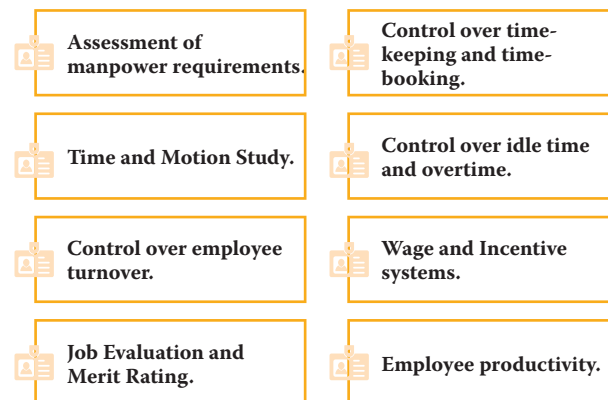 Assessment of
manpower requirements.
Control over time-
keeping and time-
booking.
Time and Motion Study.
Control over idle time
and overtime.
Control over employee
turnover.
Wage and Incentive
systems.
Job Evaluation and
Merit Rating.
Employee productivity.